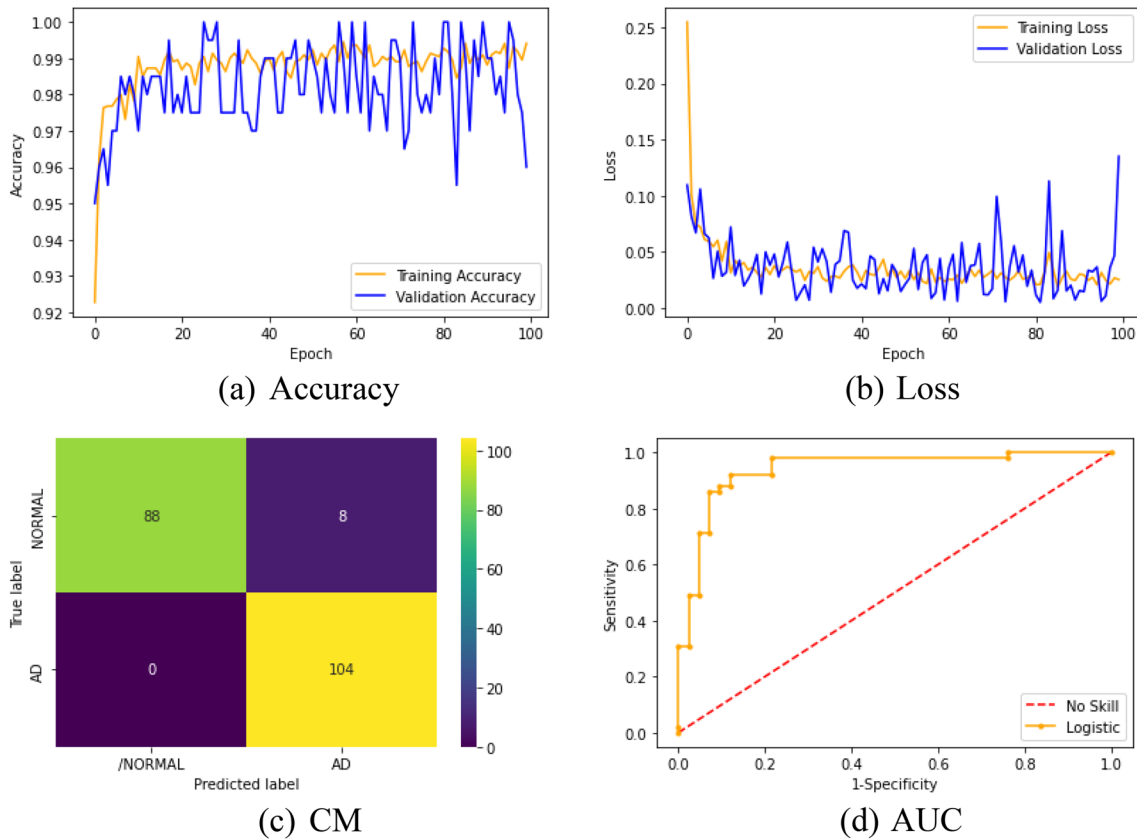 1.00
0.99
0.98
0.97
0.96
0.95
0.94
0.93
0.92
Accuracy
Training Accuracy
Validation Accuracy
0 20 40 60 80 100
Epoch
(a) Accuracy
0.25
0.20
0.15
0.10
0.05
0.00
Loss
Training Loss
Validation Loss
0 20 40 60 80 100
Epoch
(b) Loss
NORMAL
AD
True label
88 8
0 104
/NORMAL AD
Predicted label
100
80
60
40
20
0
(c) CM
1.0
0.8
0.6
0.4
0.2
0.0
Sensitivity
No Skill
Logistic
0.0 0.2 0.4 0.6 0.8 1.0
1-Specificity
(d) AUC